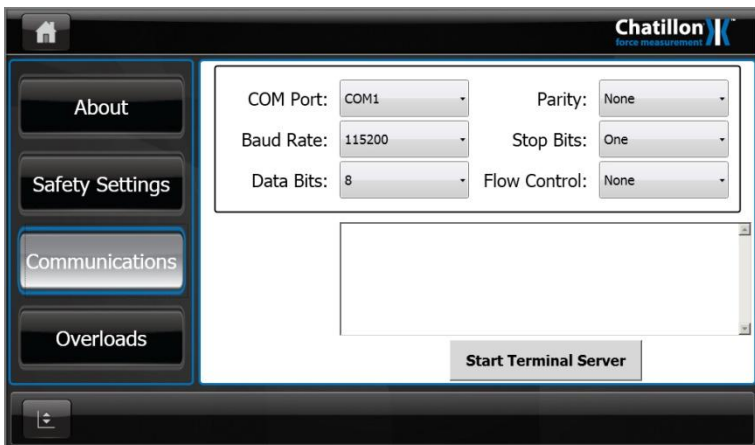 Chatillon™
force measurement
About
Safety Settings
Communications
Overloads
COM Port: COM1 Parity: None
Baud Rate: 115200 Stop Bits: One
Data Bits: 8 Flow Control: None
Start Terminal Server